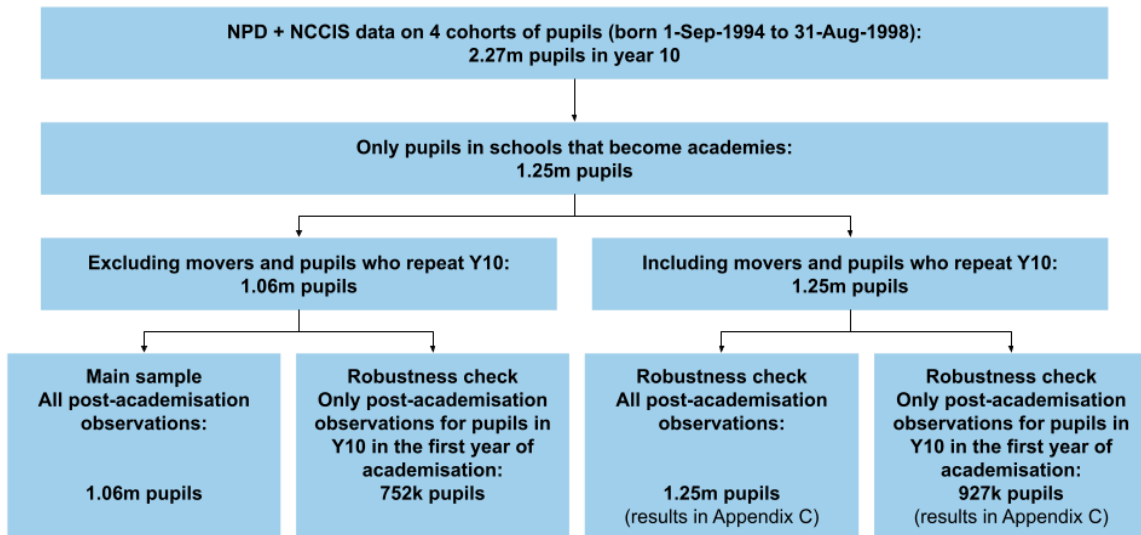 NPD + NCCIS data on 4 cohorts of pupils (born 1-Sep-1994 to 31-Aug-1998):
2.27m pupils in year 10
Only pupils in schools that become academies:
1.25m pupils
Excluding movers and pupils who repeat Y10:
1.06m pupils
Including movers and pupils who repeat Y10:
1.25m pupils
Main sample
All post-academisation
observations:
1.06m pupils
Robustness check
Only post-academisation
observations for pupils in
Y10 in the first year of
academisation:
752k pupils
Robustness check
All post-academisation
observations:
1.25m pupils
(results in Appendix C)
Robustness check
Only post-academisation
observations for pupils in
Y10 in the first year of
academisation:
927k pupils
(results in Appendix C)